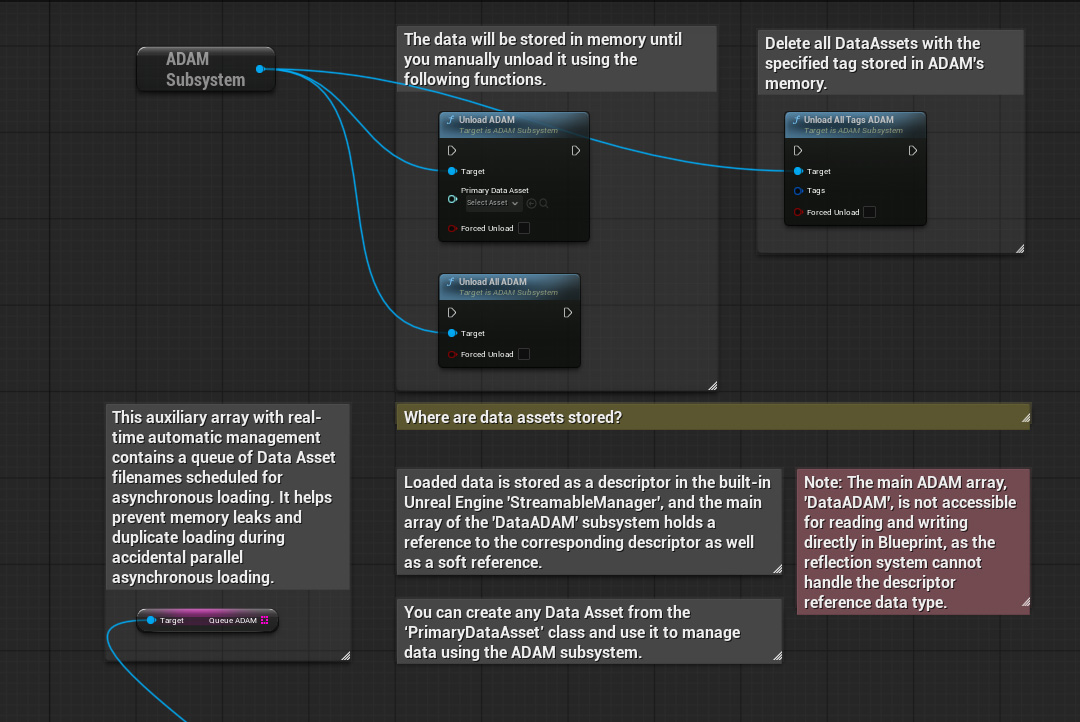 ADAM
Subsystem
The data will be stored in memory until
you manually unload it using the
following functions.
Unload ADAM
Target is ADAM Subsystem
Target
Primary Data Asset
Select Asset
Forced Unload
Unload All ADAM
Target is ADAM Subsystem
Target
Forced Unload
Delete all DataAssets with the
specified tag stored in ADAM's
memory.
Unload All Tags ADAM
Target is ADAM Subsystem
Target
Tags
Forced Unload
This auxiliary array with real-
time automatic management
contains a queue of Data Asset
filenames scheduled for
asynchronous loading. It helps
prevent memory leaks and
duplicate loading during
accidental parallel
asynchronous loading.
Target Queue ADAM
Where are data assets stored?
Loaded data is stored as a descriptor in the built-in
Unreal Engine 'StreamableManager', and the main
array of the 'DataADAM' subsystem holds a
reference to the corresponding descriptor as well
as a soft reference.
You can create any Data Asset from the
'PrimaryDataAsset' class and use it to manage
data using the ADAM subsystem.
Note: The main ADAM array,
'DataADAM', is not accessible
for reading and writing
directly in Blueprint, as the
reflection system cannot
handle the descriptor
reference data type.